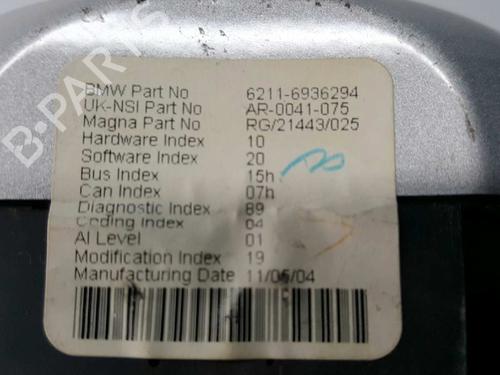 BMW Part No 6211-6936294
UK-NSI Part No AR-0041-075
Magna Part No RG/21443/025
Hardware Index 10
Software Index 20
Bus Index 15h
Can Index 07h
Diagnostic Index 89
Coding Index 04
AI Level 01
Modification Index 19
Manufacturing Date 11/05/04